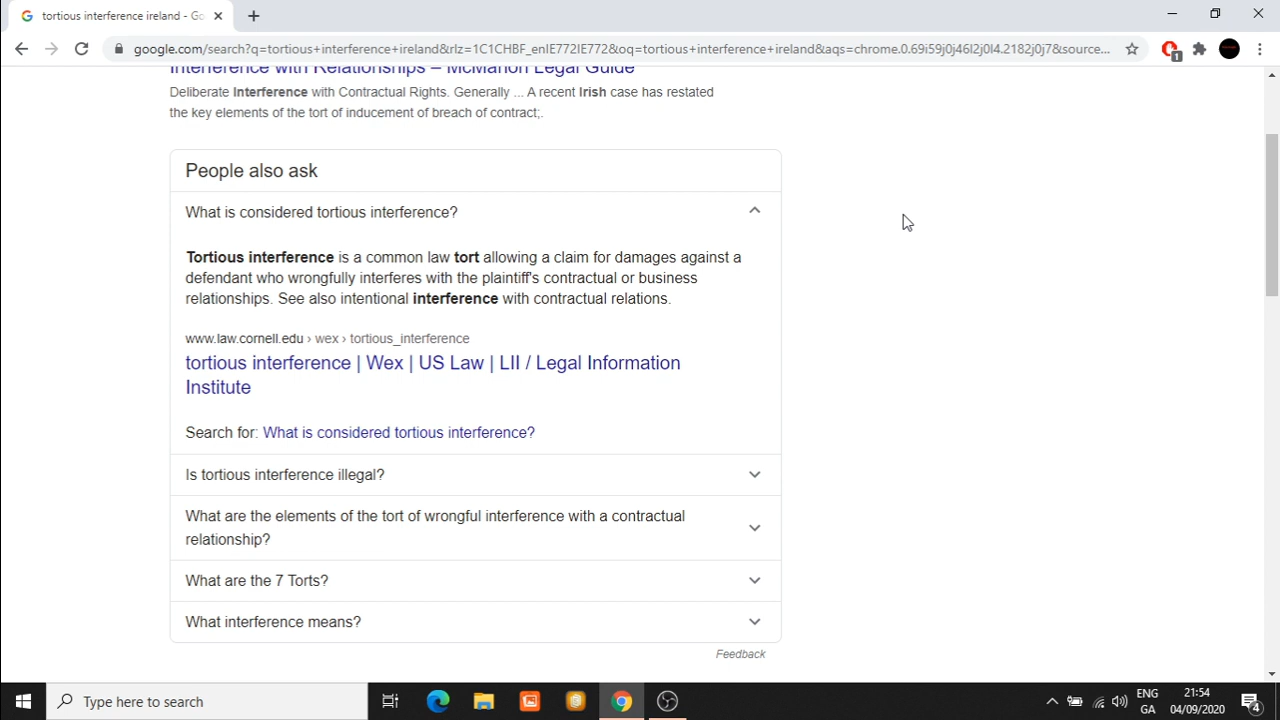 tortious interference ireland - Go
google.com/search?q=tortious+interference+ireland&rlz=1C1CHBF_enIE772IE772&oq=tortious+interference+ireland&aqs=chrome.0.69i59j0j46l2j0l4.2182j0j7&source...
1
Interference with Relationships – McMahon Legal Guide
Deliberate Interference with Contractual Rights. Generally ... A recent Irish case has restated
the key elements of the tort of inducement of breach of contract;.
People also ask
What is considered tortious interference?
Tortious interference is a common law tort allowing a claim for damages against a
defendant who wrongfully interferes with the plaintiff's contractual or business
relationships. See also intentional interference with contractual relations.
www.law.cornell.edu › wex › tortious_interference
tortious interference | Wex | US Law | LII / Legal Information
Institute
Search for: What is considered tortious interference?
Is tortious interference illegal?
What are the elements of the tort of wrongful interference with a contractual
relationship?
What are the 7 Torts?
What interference means?
Feedback
Type here to search
ENG
GA
21:54
04/09/2020
4